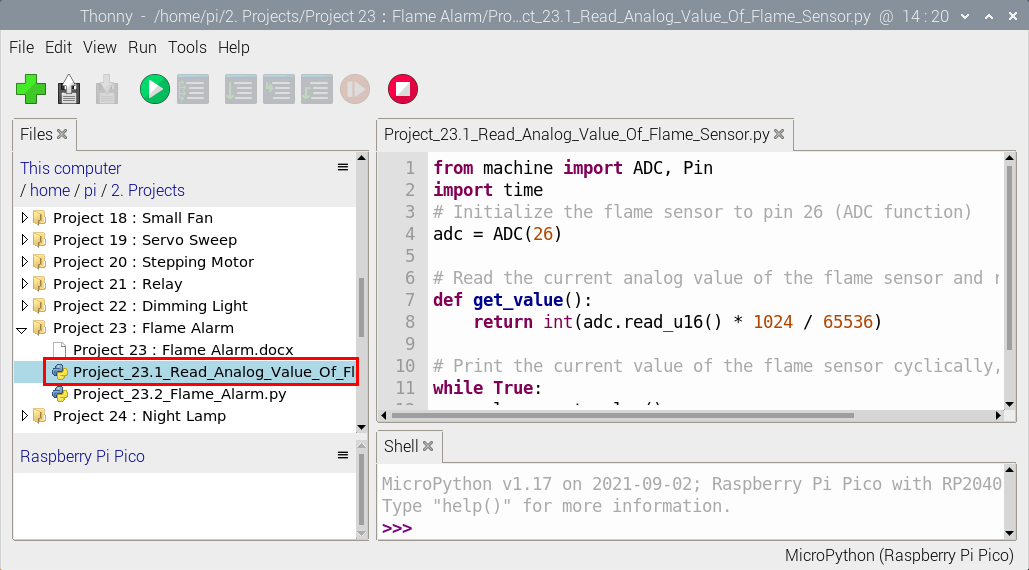 Thonny - /home/pi/2. Projects/Project 23 : Flame Alarm/Pro...ct_23.1_Read_Analog_Value_Of_Flame_Sensor.py @ 14 : 20
File Edit View Run Tools Help
Files
This computer
/ home / pi / 2. Projects
Project 18 : Small Fan
Project 19 : Servo Sweep
Project 20 : Stepping Motor
Project 21 : Relay
Project 22 : Dimming Light
Project 23 : Flame Alarm
Project 23 : Flame Alarm.docx
Project_23.1_Read_Analog_Value_Of_Fl
Project_23.2_Flame_Alarm.py
Project 24 : Night Lamp
Raspberry Pi Pico
Project_23.1_Read_Analog_Value_Of_Flame_Sensor.py
1 from machine import ADC, Pin
2 import time
3 # Initialize the flame sensor to pin 26 (ADC function)
4 adc = ADC(26)
5
6 # Read the current analog value of the flame sensor and
7 def get_value():
8     return int(adc.read_u16() * 1024 / 65536)
9
10 # Print the current value of the flame sensor cyclically,
11 while True:
Shell
MicroPython v1.17 on 2021-09-02; Raspberry Pi Pico with RP2040
Type "help()" for more information.
>>>
MicroPython (Raspberry Pi Pico)